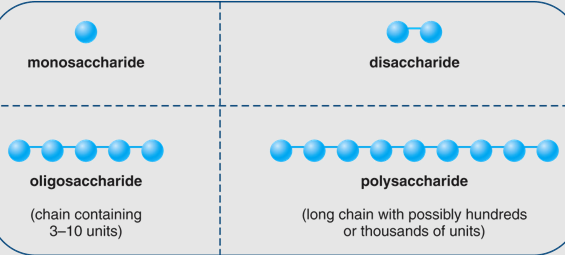 monosaccharide
disaccharide
oligosaccharide
(chain containing
3–10 units)
polysaccharide
(long chain with possibly hundreds
or thousands of units)